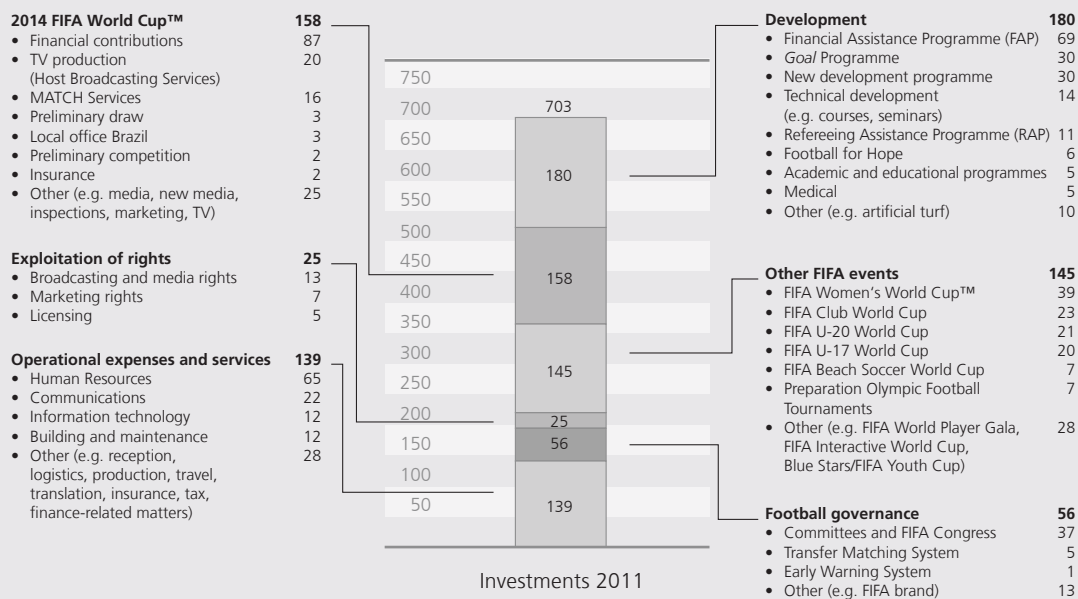 2014 FIFA World Cup™ 158
• Financial contributions 87
• TV production 20
(Host Broadcasting Services)
• MATCH Services 16
• Preliminary draw 3
• Local office Brazil 3
• Preliminary competition 2
• Insurance 2
• Other (e.g. media, new media, 25
inspections, marketing, TV)
Exploitation of rights 25
• Broadcasting and media rights 13
• Marketing rights 7
• Licensing 5
Operational expenses and services 139
• Human Resources 65
• Communications 22
• Information technology 12
• Building and maintenance 12
• Other (e.g. reception, 28
logistics, production, travel,
translation, insurance, tax,
finance-related matters)
750
700
650
600
550
500
450
400
350
300
250
200
150
100
50
703
180
158
145
25
56
139
Investments 2011
Development 180
• Financial Assistance Programme (FAP) 69
• Goal Programme 30
• New development programme 30
• Technical development 14
(e.g. courses, seminars)
• Refereeing Assistance Programme (RAP) 11
• Football for Hope 6
• Academic and educational programmes 5
• Medical 5
• Other (e.g. artificial turf) 10
Other FIFA events 145
• FIFA Women's World Cup™ 39
• FIFA Club World Cup 23
• FIFA U-20 World Cup 21
• FIFA U-17 World Cup 20
• FIFA Beach Soccer World Cup 7
• Preparation Olympic Football 7
Tournaments
• Other (e.g. FIFA World Player Gala, 28
FIFA Interactive World Cup,
Blue Stars/FIFA Youth Cup)
Football governance 56
• Committees and FIFA Congress 37
• Transfer Matching System 5
• Early Warning System 1
• Other (e.g. FIFA brand) 13